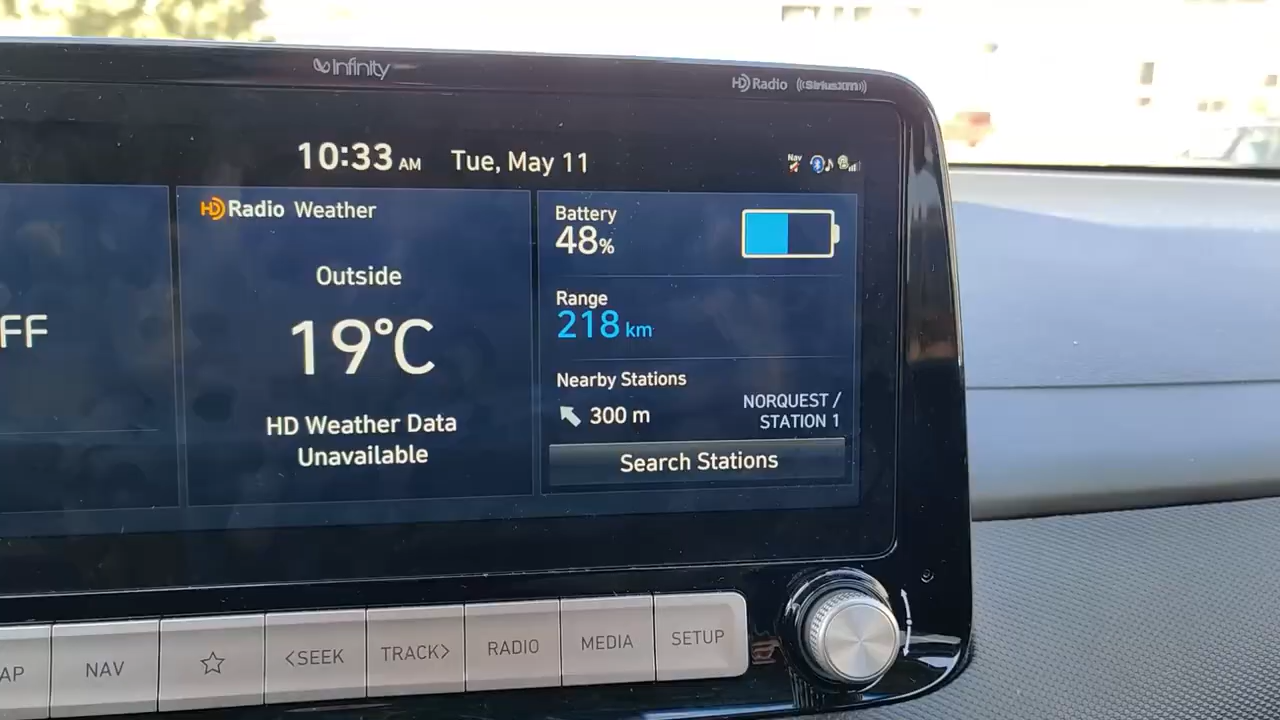 Infinity
HD Radio ((SiriusXM))
10:33 AM Tue, May 11
Nav
FF
HD Radio Weather
Outside
19°C
HD Weather Data
Unavailable
Battery
48%
Range
218 km
Nearby Stations
300 m
NORQUEST /
STATION 1
Search Stations
AP
NAV
<SEEK
TRACK>
RADIO
MEDIA
SETUP